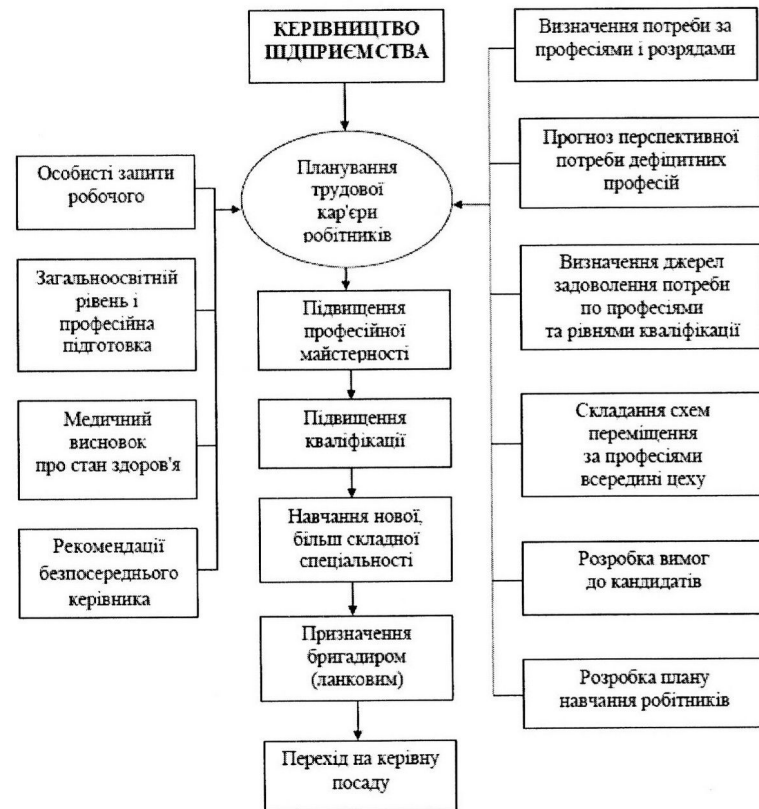 КЕРІВНИЦТВО
ПІДПРИЄМСТВА
Планування
трудової
кар'єри
робітників
Особисті запити
робочого
Загальноосвітній
рівень і
професійна
підготовка
Медичний
висновок
про стан здоров'я
Рекомендації
безпосереднього
керівника
Підвищення
професійної
майстерності
Підвищення
кваліфікації
Навчання нової,
більш складної
спеціальності
Призначення
бригадиром
(ланковим)
Перехід на керівну
посаду
Визначення потреби за
професіями і розрядами
Прогноз перспективної
потреби дефіцитних
професій
Визначення джерел
задоволення потреби
по професіями
та рівнями кваліфікації
Складання схем
переміщення
за професіями
всередині цеху
Розробка вимог
до кандидатів
Розробка плану
навчання робітників